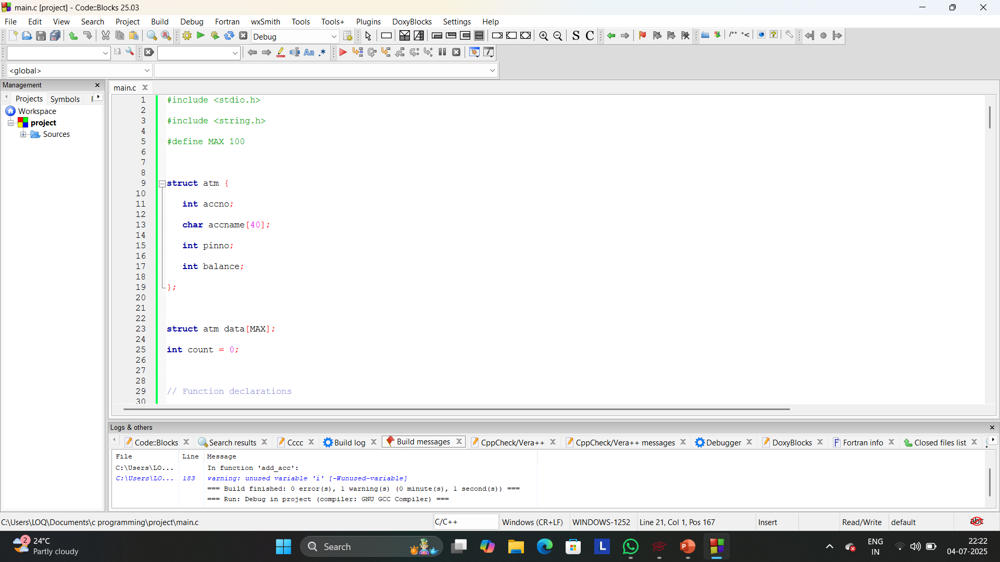 main.c [project] - Code::Blocks 25.03
File Edit View Search Project Build Debug Fortran wxSmith Tools Tools+ Plugins DoxyBlocks Settings Help
Debug
<global>
Management
Projects Symbols
Workspace
project
Sources
main.c
1 #include <stdio.h>
2
3 #include <string.h>
4
5 #define MAX 100
6
7
8
9 struct atm {
10
11 int accno;
12
13 char accname[40];
14
15 int pinno;
16
17 int balance;
18
19 };
20
21
22
23 struct atm data[MAX];
24
25 int count = 0;
26
27
28
29 // Function declarations
30
Logs & others
Code::Blocks Search results Cccc Build log Build messages CppCheck/Vera++ CppCheck/Vera++ messages Debugger DoxyBlocks Fortran info Closed files list
File Line Message
C:\Users\LO... In function 'add_acc':
C:\Users\LO... 183 warning: unused variable 'i' [-Wunused-variable]
=== Build finished: 0 error(s), 1 warning(s) (0 minute(s), 1 second(s)) ===
=== Run: Debug in project (compiler: GNU GCC Compiler) ===
C:\Users\LOQ\Documents\c programming\project\main.c C/C++ Windows (CR+LF) WINDOWS-1252 Line 21, Col 1, Pos 167 Insert Read/Write default abc
2
24°C
Partly cloudy
Search
ENG
IN
22:22
04-07-2025